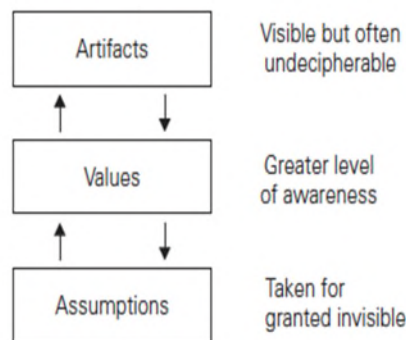 Artifacts
Visible but often
undecipherable
Values
Greater level
of awareness
Assumptions
Taken for
granted invisible